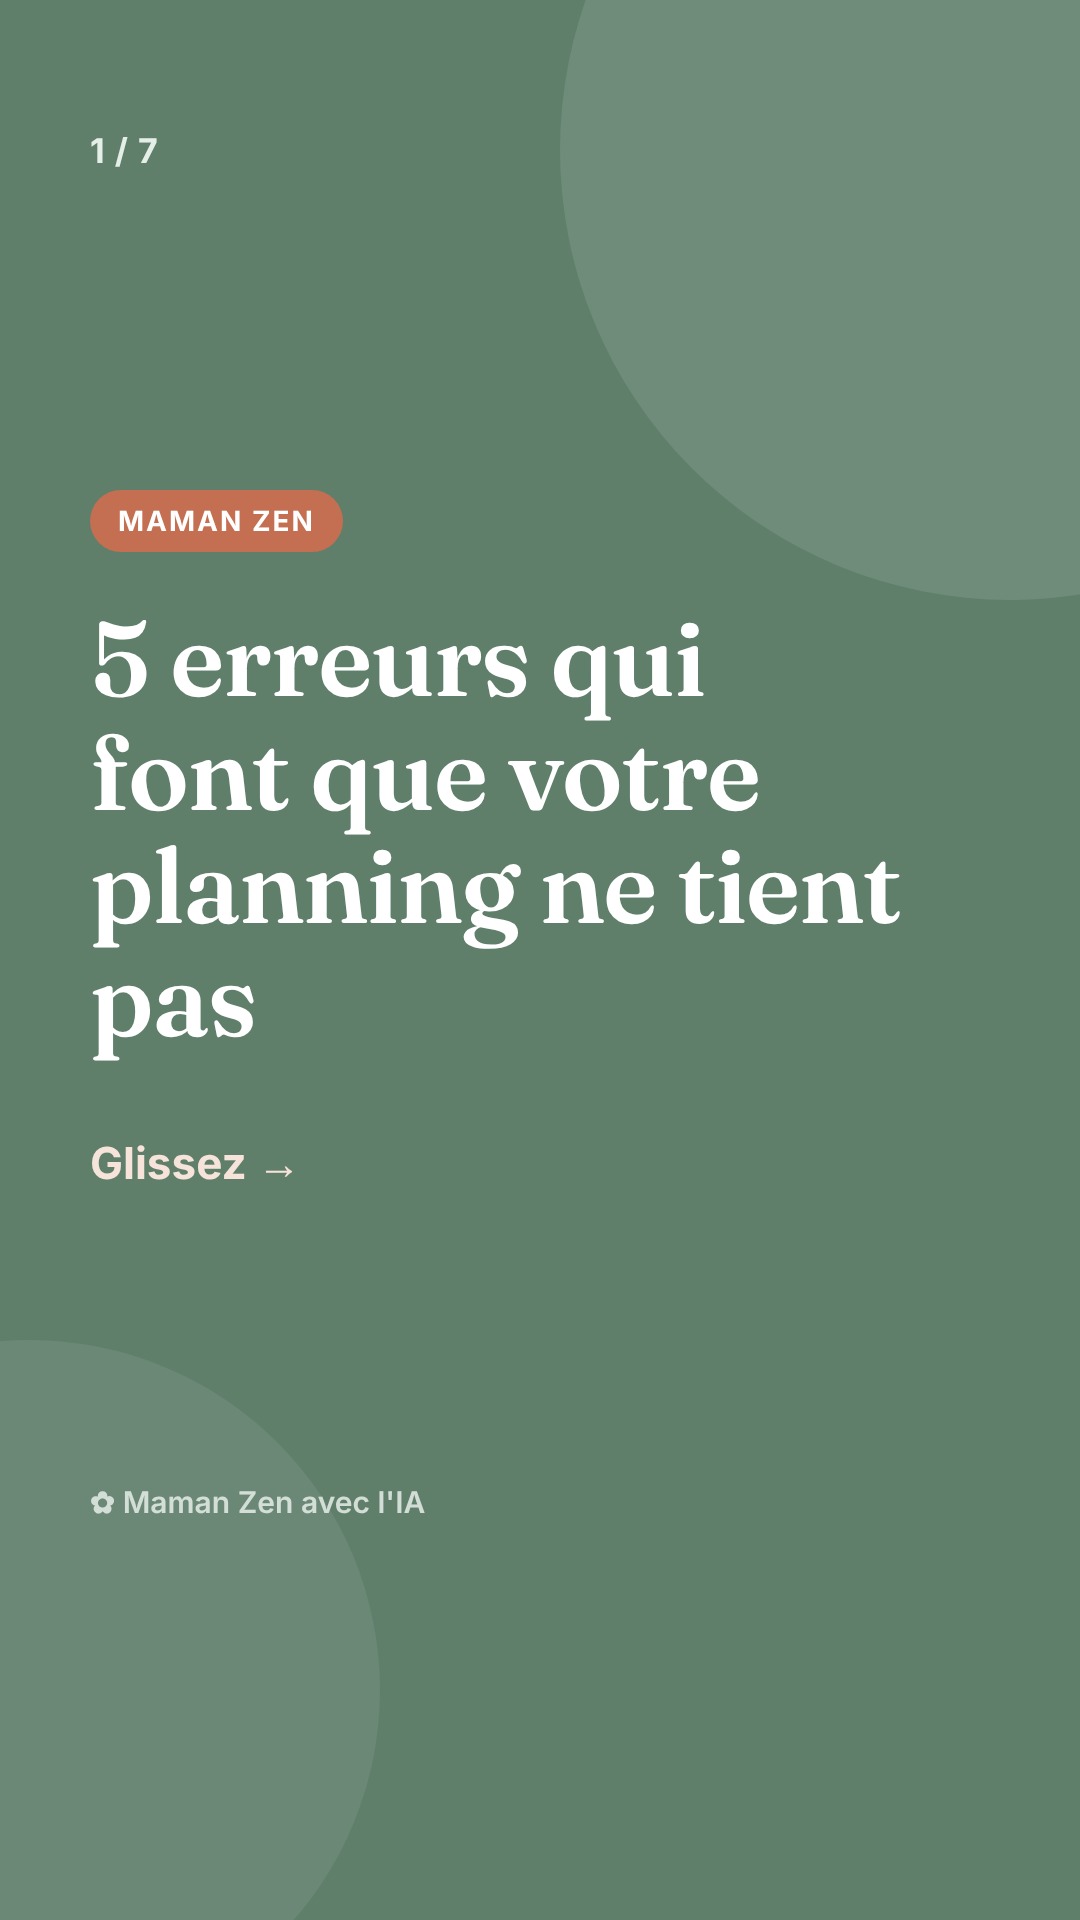 1 / 7
MAMAN ZEN
5 erreurs qui
font que votre
planning ne tient
pas
Glissez →
✿ Maman Zen avec l'IA